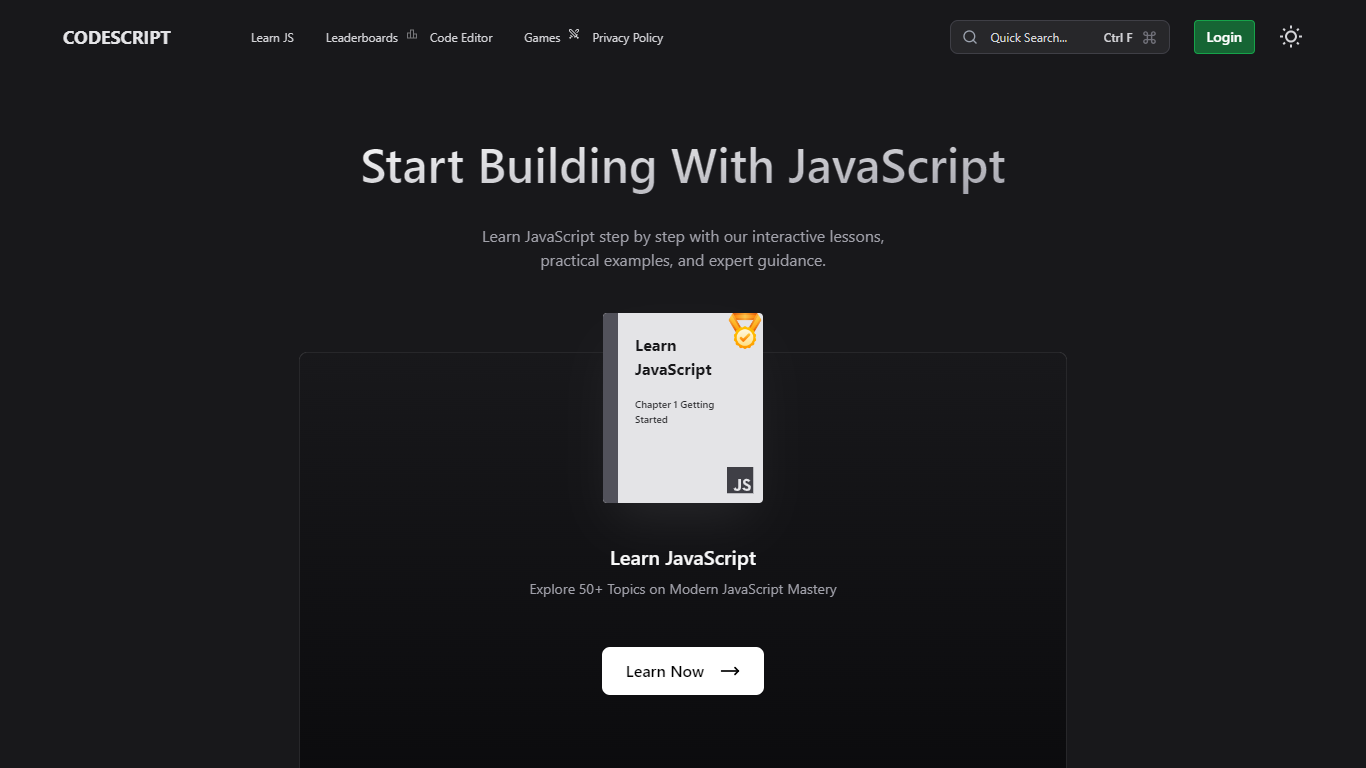 CODESCRIPT
Learn JS
Leaderboards
Code Editor
Games
Privacy Policy
Quick Search...
Ctrl F ⌘
Login
Start Building With JavaScript
Learn JavaScript step by step with our interactive lessons,
practical examples, and expert guidance.
Learn
JavaScript
Chapter 1 Getting
Started
JS
Learn JavaScript
Explore 50+ Topics on Modern JavaScript Mastery
Learn Now →